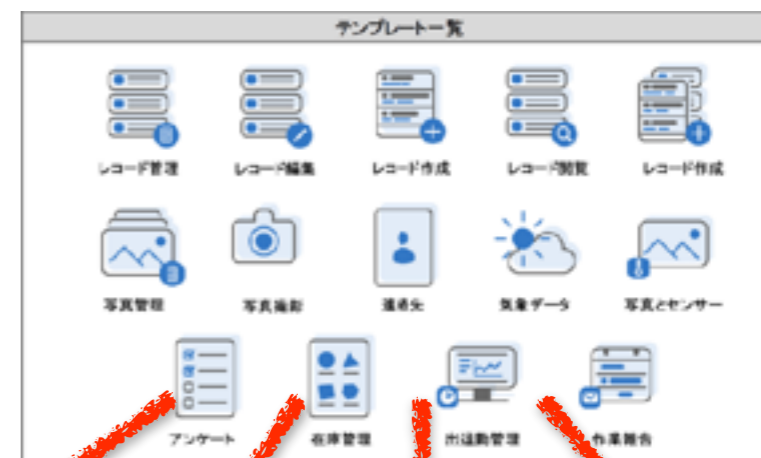 テンプレート一覧
レコード管理 レコード編集 レコード作成 レコード閲覧 レコード作成
写真管理 写真撮影 連絡先 気象データ 写真とセンサー
アンケート 在庫管理 出退勤管理 作業報告